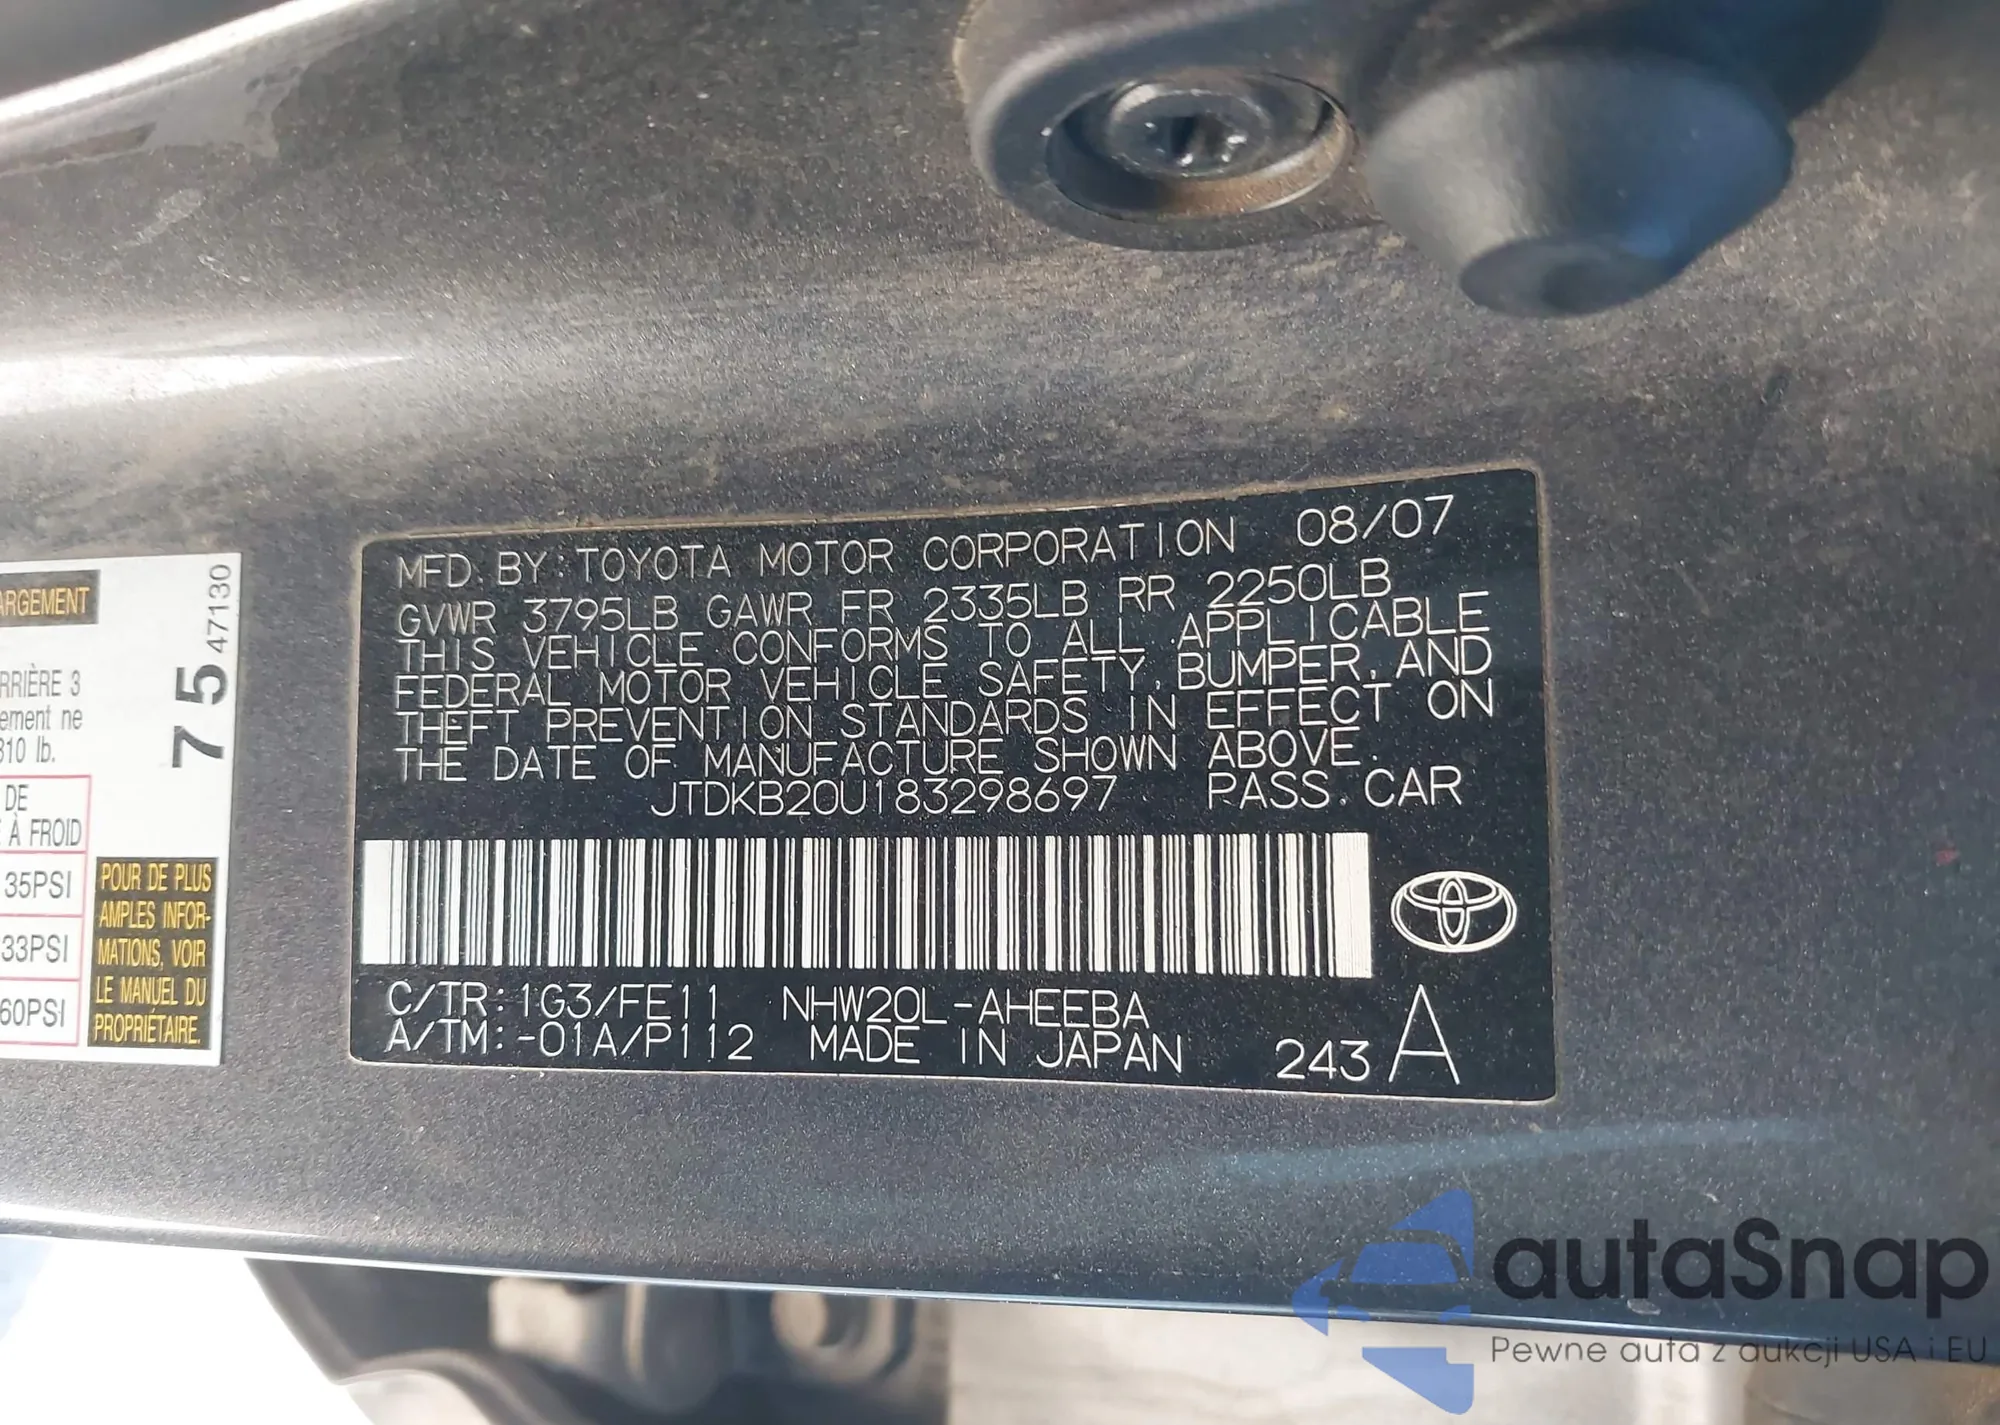 MFD. BY: TOYOTA MOTOR CORPORATION 08/07
GVWR 3795LB GAWR FR 2335LB RR 2250LB
THIS VEHICLE CONFORMS TO ALL APPLICABLE
FEDERAL MOTOR VEHICLE SAFETY, BUMPER, AND
THEFT PREVENTION STANDARDS IN EFFECT ON
THE DATE OF MANUFACTURE SHOWN ABOVE.
JTDKB20U183298697 PASS. CAR
C/TR: 1G3/FE11 NHW20L-AHEEBA
A/TM: -01A/P112 MADE IN JAPAN 243 A
ARGEMENT
75 47130
RRIÈRE 3
ement ne
310 lb.
DE
À FROID
35PSI
33PSI
60PSI
POUR DE PLUS
AMPLES INFOR-
MATIONS, VOIR
LE MANUEL DU
PROPRIÉTAIRE.
autaSnap
Pewne auta z aukcji USA i EU